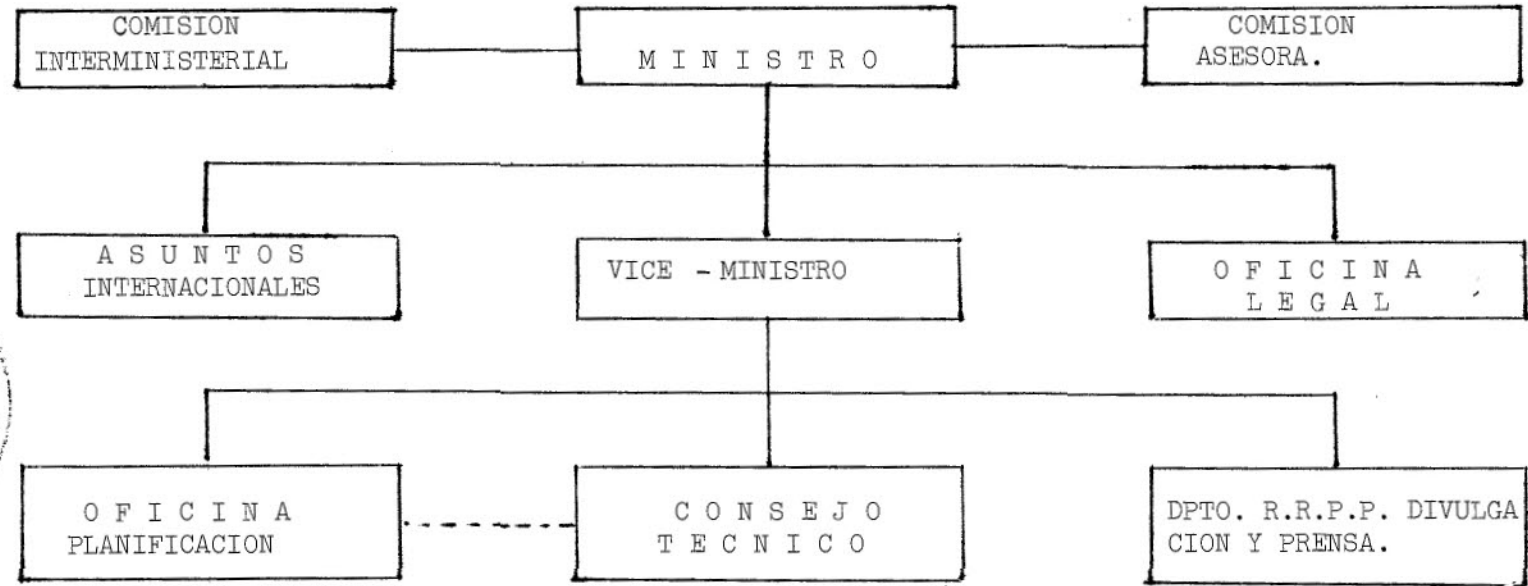 COMISION
INTERMINISTERIAL
M I N I S T R O
COMISION
ASESORA.
A S U N T O S
INTERNACIONALES
VICE - MINISTRO
O F I C I N A
L E G A L
O F I C I N A
PLANIFICACION
C O N S E J O
T E C N I C O
DPTO. R.R.P.P. DIVULGA
CION Y PRENSA.